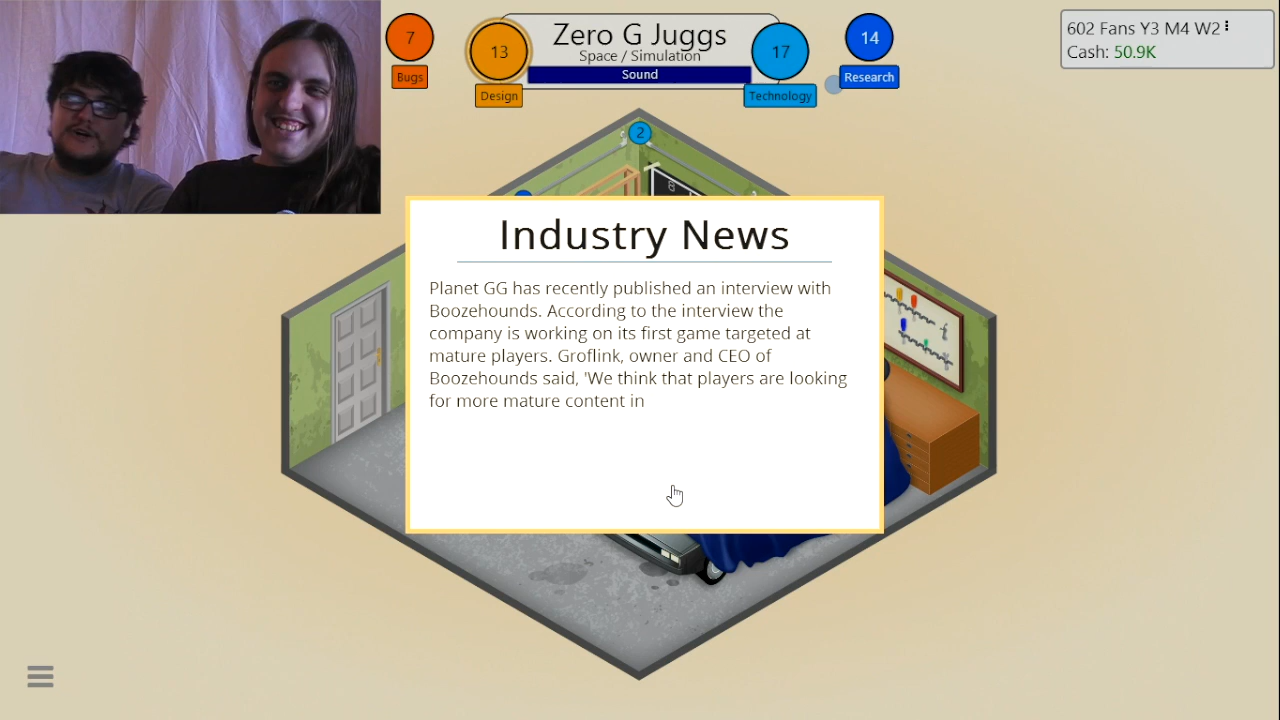 7
Bugs
13
Design
Zero G Juggs
Space / Simulation
Sound
17
Technology
14
Research
602 Fans Y3 M4 W2
Cash: 50.9K
2
Industry News
Planet GG has recently published an interview with
Boozehounds. According to the interview the
company is working on its first game targeted at
mature players. Groflink, owner and CEO of
Boozehounds said, 'We think that players are looking
for more mature content in